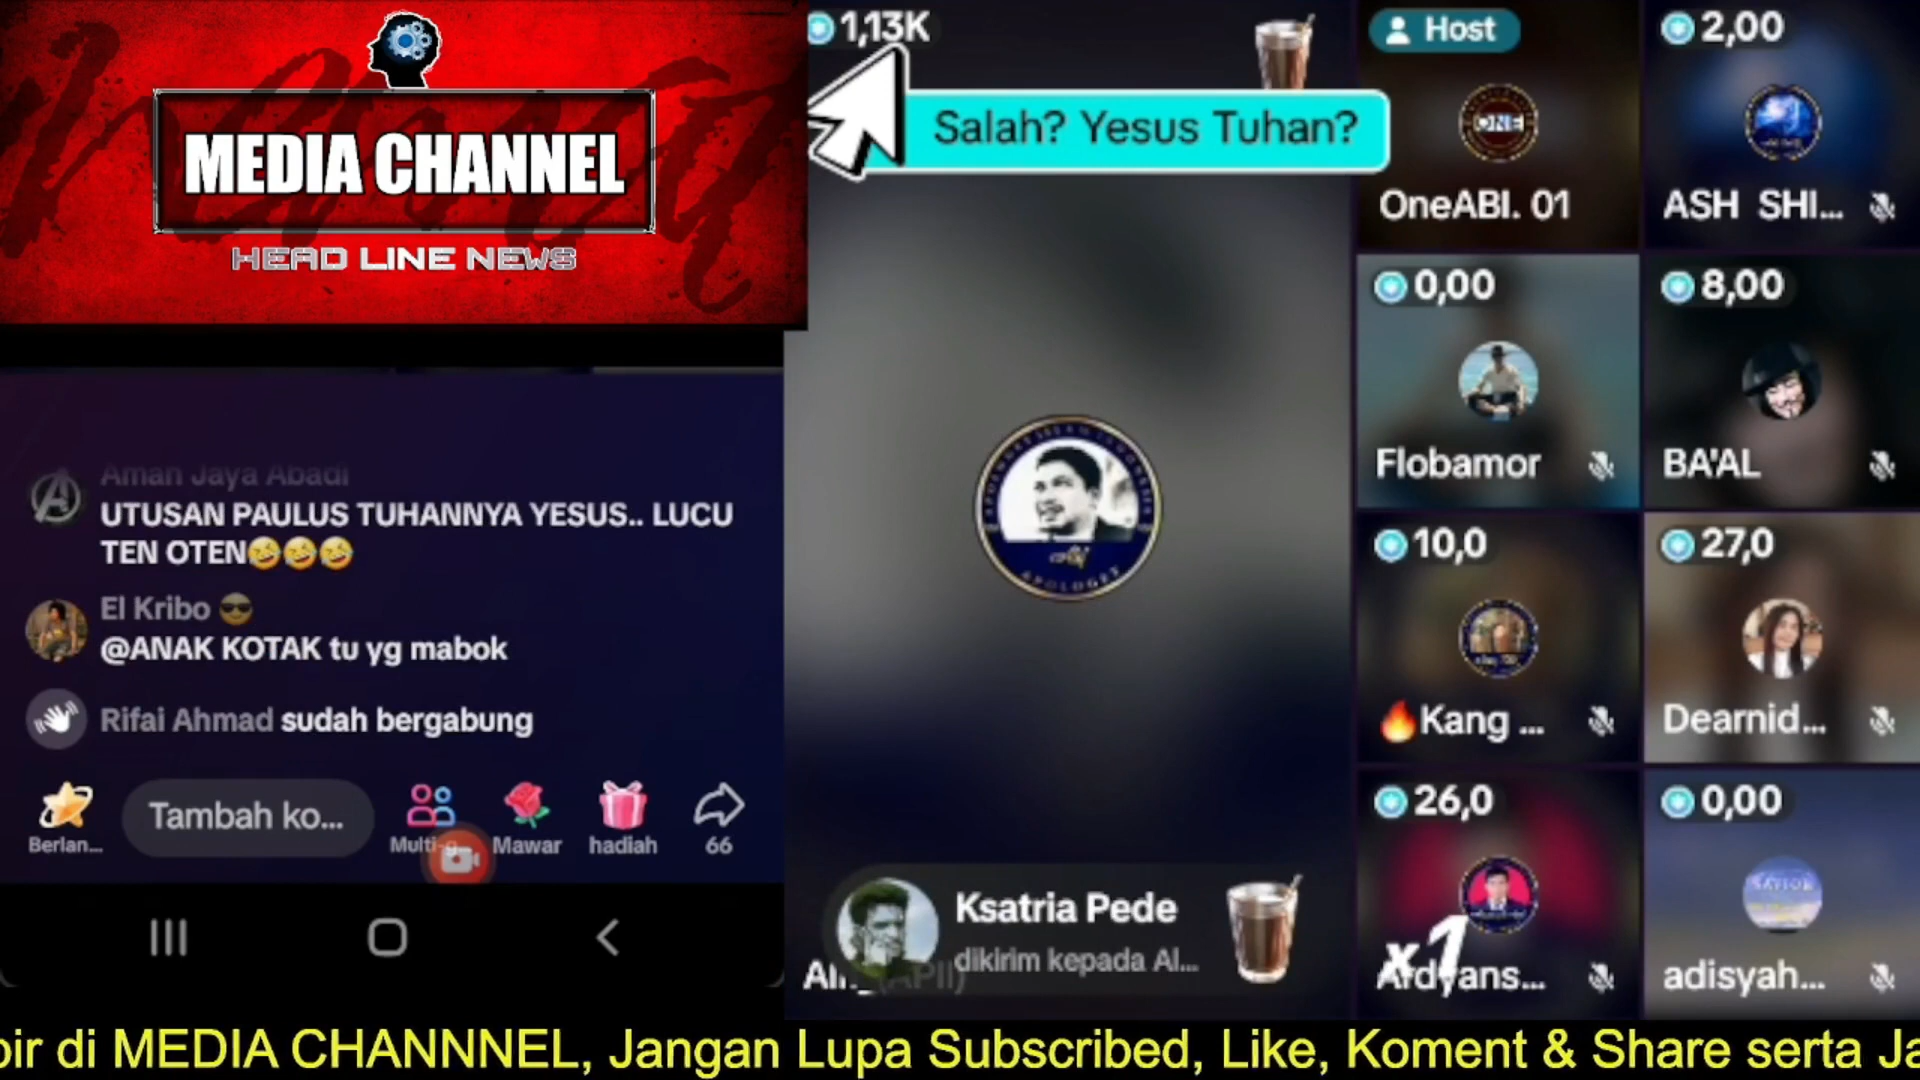 MEDIA CHANNEL
HEAD LINE NEWS
1,13K
Salah? Yesus Tuhan?
Host
ONE
OneABI. 01
2,00
ASH SHI...
0,00
Flobamor
8,00
BA'AL
10,0
🔥Kang ...
27,0
Dearnid...
26,0
x1
Ardyans...
0,00
adisyah...
Aman Jaya Abadi
UTUSAN PAULUS TUHANNYA YESUS.. LUCU
TEN OTEN🤣🤣🤣
El Kribo 😎
@ANAK KOTAK tu yg mabok
Rifai Ahmad sudah bergabung
Berlan...
Tambah ko...
Mawar
hadiah
66
APOLOGET
Ksatria Pede
dikirim kepada Al...
di MEDIA CHANNNEL, Jangan Lupa Subscribed, Like, Koment & Share serta